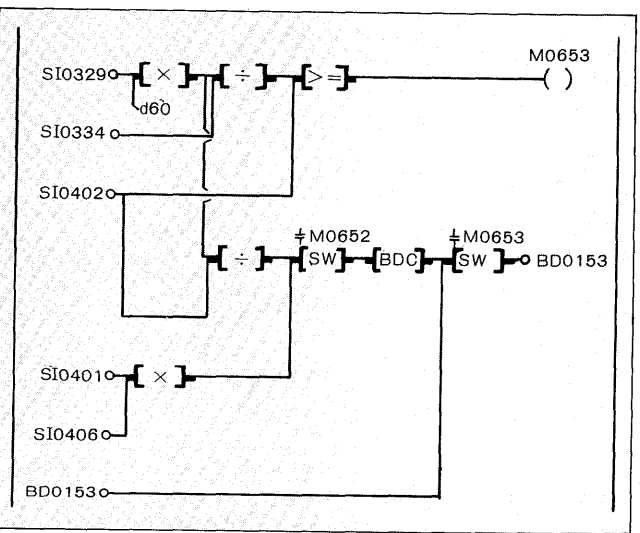 M0653
SI0329 [ × ] [ ÷ ] [ >= ] ( )
d60
SI0334
SI0402
M0652 M0653
[ ÷ ] [SW] [BDC] [SW ] BD0153
SI0401 [ × ]
SI0406
BD0153